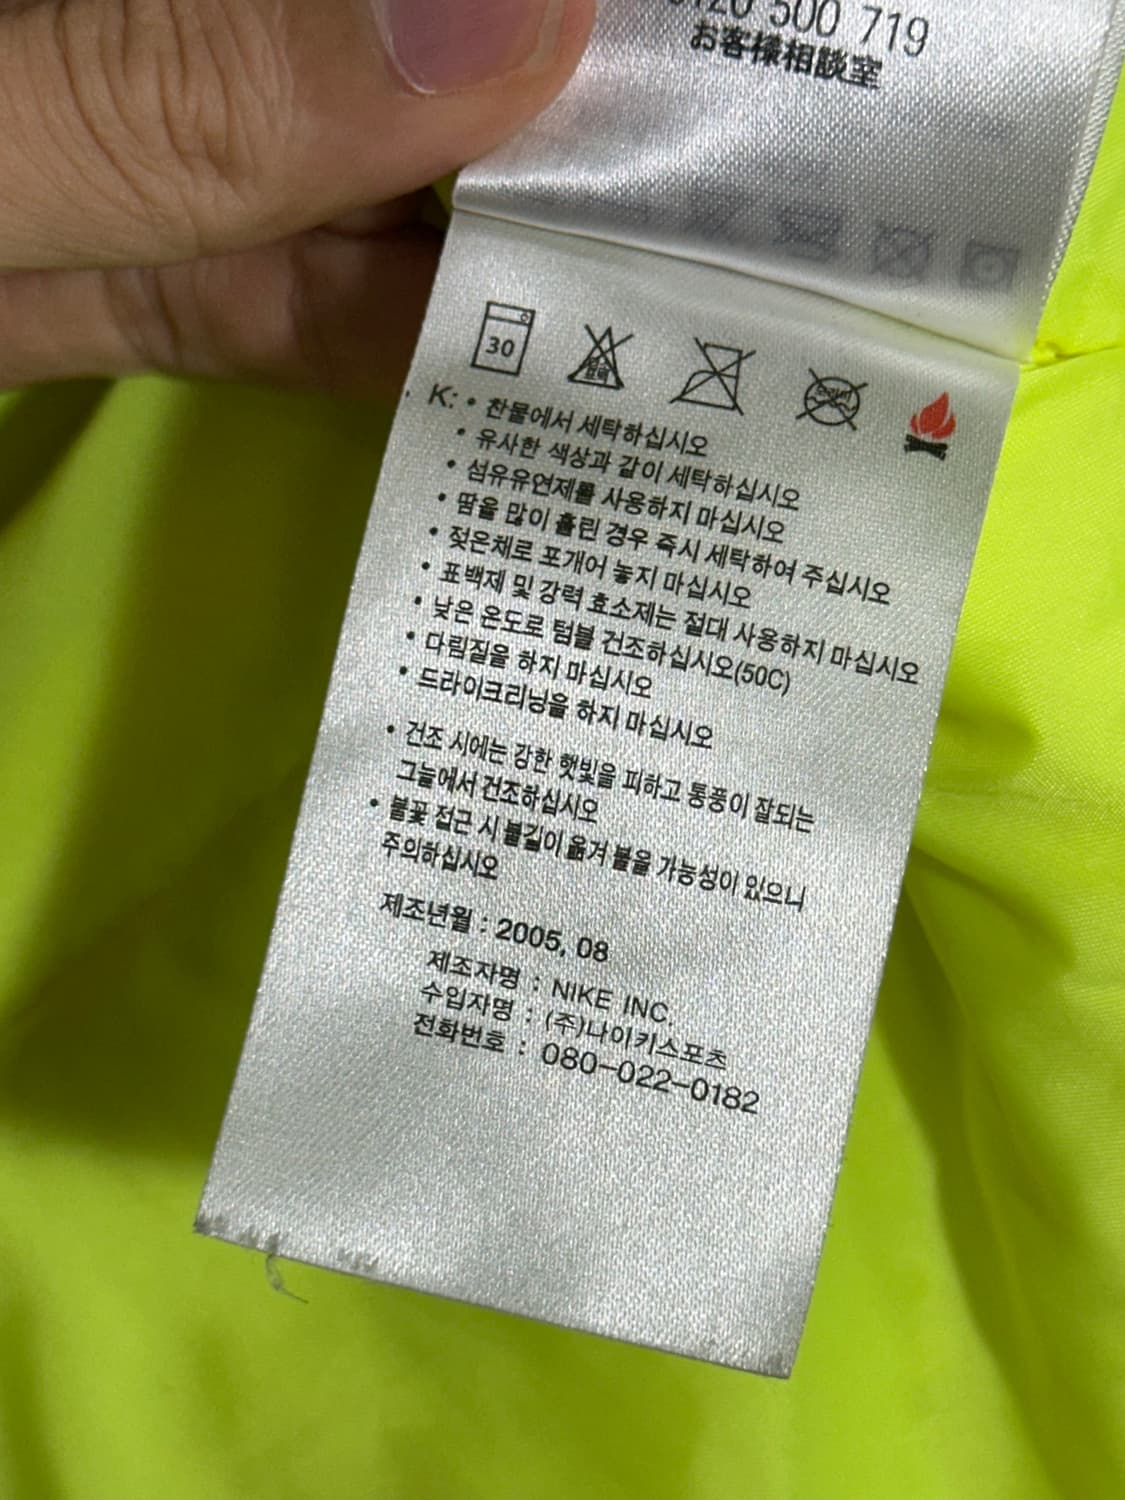 500 719
お客様相談室
30
K: • 찬물에서 세탁하십시오
• 유사한 색상과 같이 세탁하십시오
• 섬유유연제를 사용하지 마십시오
• 땀을 많이 흘린 경우 즉시 세탁하여 주십시오
• 젖은채로 포개어 놓지 마십시오
• 표백제 및 강력 효소제는 절대 사용하지 마십시오
• 낮은 온도로 텀블 건조하십시오(50C)
• 다림질을 하지 마십시오
• 드라이크리닝을 하지 마십시오
• 건조 시에는 강한 햇빛을 피하고 통풍이 잘되는
그늘에서 건조하십시오
• 불꽃 접근 시 불길이 옮겨 붙을 가능성이 있으니
주의하십시오
제조년월 : 2005, 08
제조자명 : NIKE INC.
수입자명 : (주)나이키스포츠
전화번호 : 080-022-0182